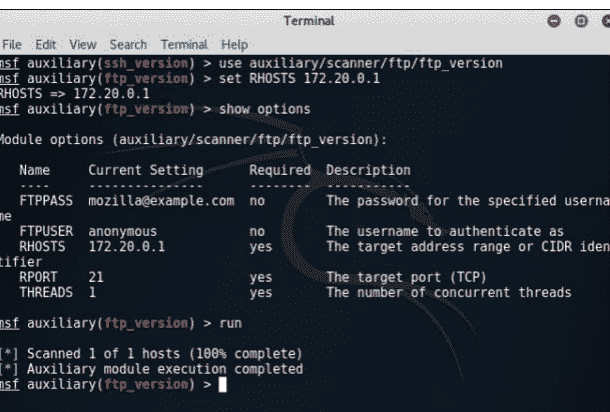 Terminal
File Edit View Search Terminal Help
msf auxiliary(ssh_version) > use auxiliary/scanner/ftp/ftp_version
msf auxiliary(ftp_version) > set RHOSTS 172.20.0.1
RHOSTS => 172.20.0.1
msf auxiliary(ftp_version) > show options
Module options (auxiliary/scanner/ftp/ftp_version):
Name Current Setting Required Description
---- --------------- -------- -----------
FTPPASS mozilla@example.com no The password for the specified userna
me
FTPUSER anonymous no The username to authenticate as
RHOSTS 172.20.0.1 yes The target address range or CIDR iden
tifier
RPORT 21 yes The target port (TCP)
THREADS 1 yes The number of concurrent threads
msf auxiliary(ftp_version) > run
[*] Scanned 1 of 1 hosts (100% complete)
[*] Auxiliary module execution completed
msf auxiliary(ftp_version) >